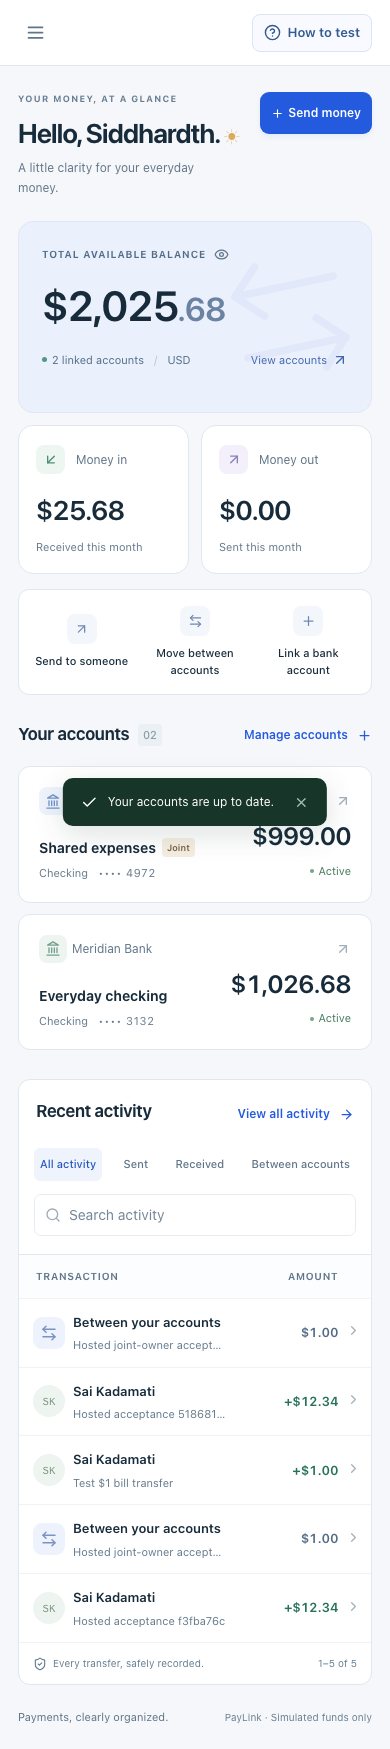 How to test
YOUR MONEY, AT A GLANCE
Hello, Siddhardth.
Send money
A little clarity for your everyday
money.
TOTAL AVAILABLE BALANCE
$2,025.68
2 linked accounts / USD
View accounts
Money in
$25.68
Received this month
Money out
$0.00
Sent this month
Send to someone
Move between
accounts
Link a bank
account
Your accounts 02
Manage accounts
Your accounts are up to date.
Shared expenses Joint
$999.00
Checking •••• 4972
Active
Meridian Bank
Everyday checking
$1,026.68
Checking •••• 3132
Active
Recent activity
View all activity
All activity Sent Received Between accounts
Search activity
TRANSACTION AMOUNT
Between your accounts
Hosted joint-owner accept...
$1.00
Sai Kadamati
SK
Hosted acceptance 518681...
+$12.34
Sai Kadamati
SK
Test $1 bill transfer
+$1.00
Between your accounts
Hosted joint-owner accept...
$1.00
Sai Kadamati
SK
Hosted acceptance f3fba76c
+$12.34
Every transfer, safely recorded.
1–5 of 5
Payments, clearly organized.
PayLink · Simulated funds only